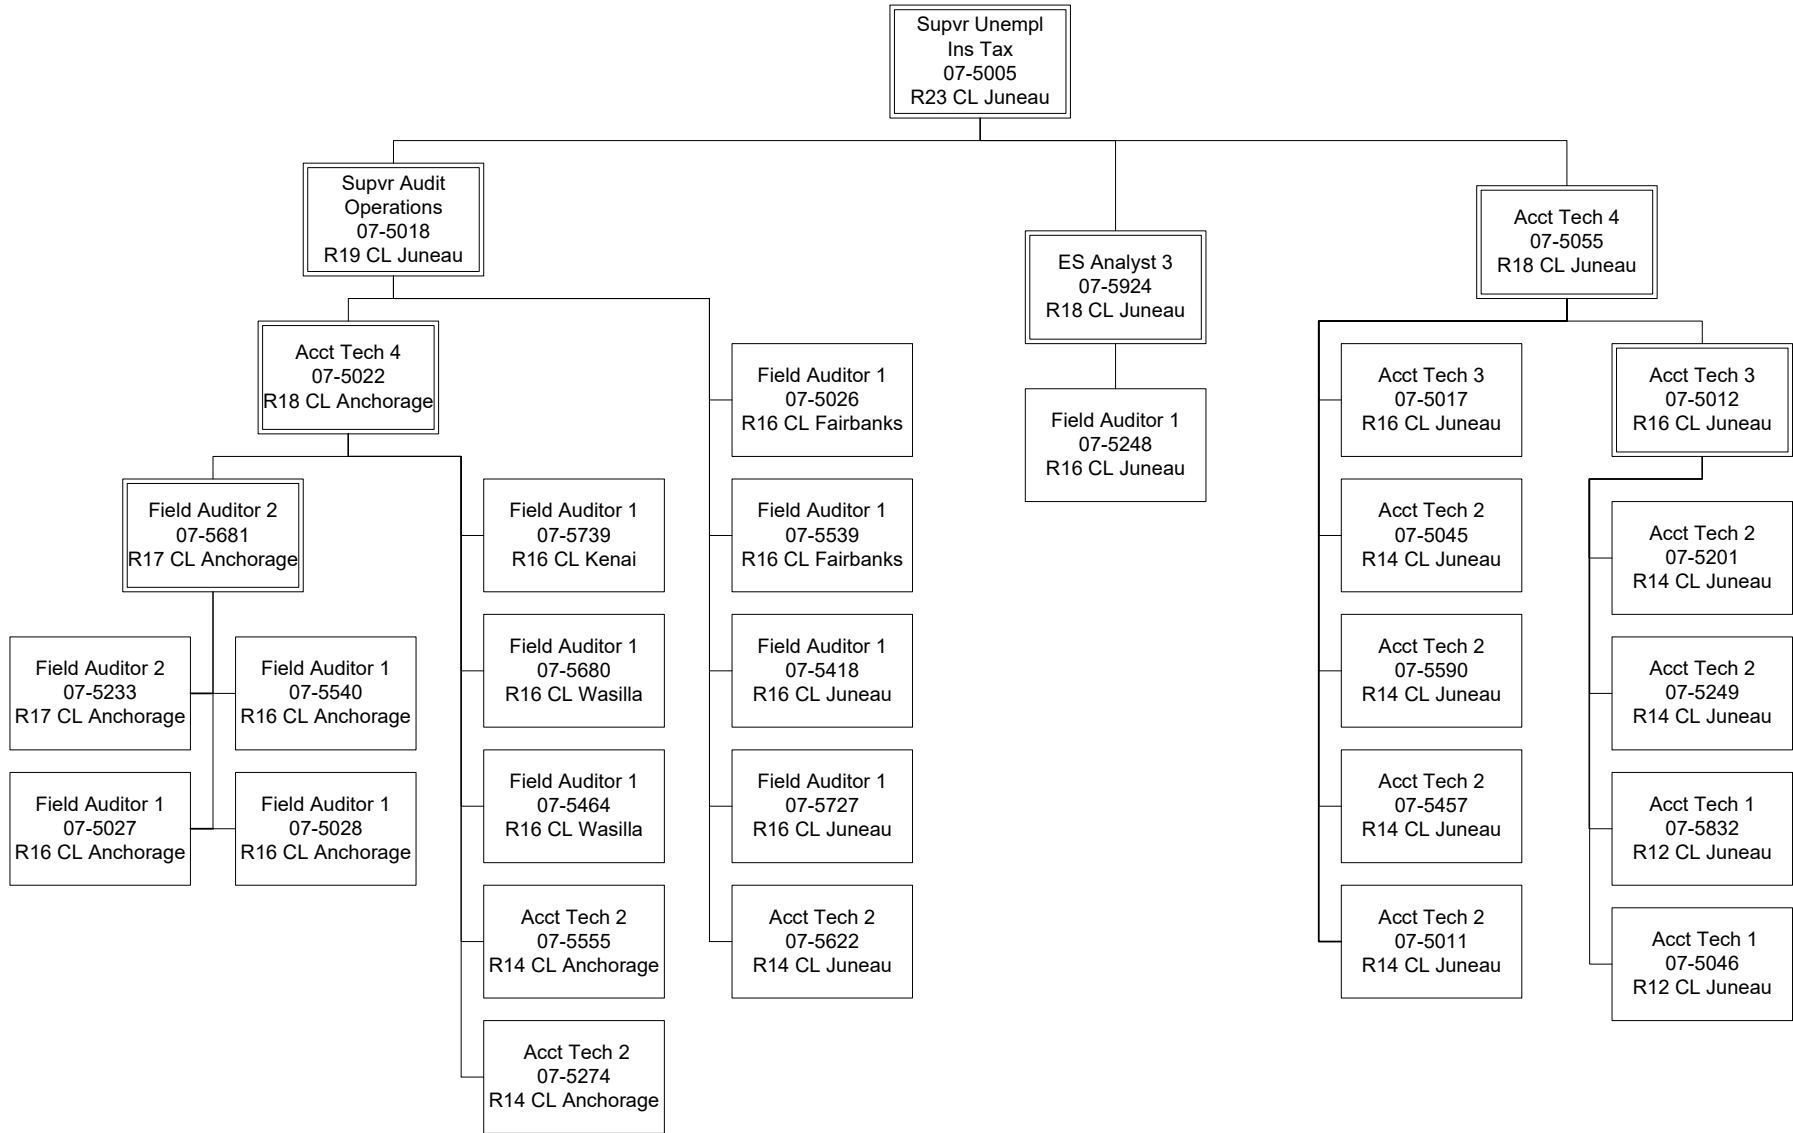 Supvr Unempl
Ins Tax
07-5005
R23 CL Juneau
Supvr Audit
Operations
07-5018
R19 CL Juneau
Acct Tech 4
07-5022
R18 CL Anchorage
Field Auditor 2
07-5681
R17 CL Anchorage
Field Auditor 2
07-5233
R17 CL Anchorage
Field Auditor 1
07-5540
R16 CL Anchorage
Field Auditor 1
07-5027
R16 CL Anchorage
Field Auditor 1
07-5028
R16 CL Anchorage
Field Auditor 1
07-5739
R16 CL Kenai
Field Auditor 1
07-5680
R16 CL Wasilla
Field Auditor 1
07-5464
R16 CL Wasilla
Acct Tech 2
07-5555
R14 CL Anchorage
Acct Tech 2
07-5274
R14 CL Anchorage
Field Auditor 1
07-5026
R16 CL Fairbanks
Field Auditor 1
07-5539
R16 CL Fairbanks
Field Auditor 1
07-5418
R16 CL Juneau
Field Auditor 1
07-5727
R16 CL Juneau
Acct Tech 2
07-5622
R14 CL Juneau
ES Analyst 3
07-5924
R18 CL Juneau
Field Auditor 1
07-5248
R16 CL Juneau
Acct Tech 4
07-5055
R18 CL Juneau
Acct Tech 3
07-5017
R16 CL Juneau
Acct Tech 2
07-5045
R14 CL Juneau
Acct Tech 2
07-5590
R14 CL Juneau
Acct Tech 2
07-5457
R14 CL Juneau
Acct Tech 2
07-5011
R14 CL Juneau
Acct Tech 3
07-5012
R16 CL Juneau
Acct Tech 2
07-5201
R14 CL Juneau
Acct Tech 2
07-5249
R14 CL Juneau
Acct Tech 1
07-5832
R12 CL Juneau
Acct Tech 1
07-5046
R12 CL Juneau